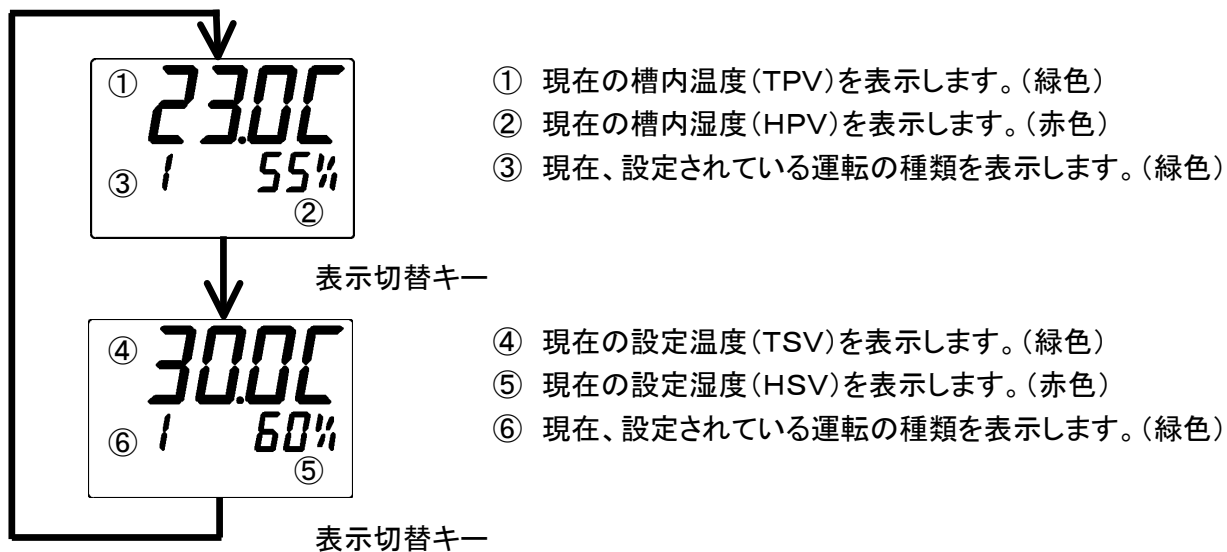 ① 23.0C
③ 1 55%
②
① 現在の槽内温度(TPV)を表示します。(緑色)
② 現在の槽内湿度(HPV)を表示します。(赤色)
③ 現在、設定されている運転の種類を表示します。(緑色)
表示切替キー
④ 30.0C
⑥ 1 60%
⑤
④ 現在の設定温度(TSV)を表示します。(緑色)
⑤ 現在の設定湿度(HSV)を表示します。(赤色)
⑥ 現在、設定されている運転の種類を表示します。(緑色)
表示切替キー